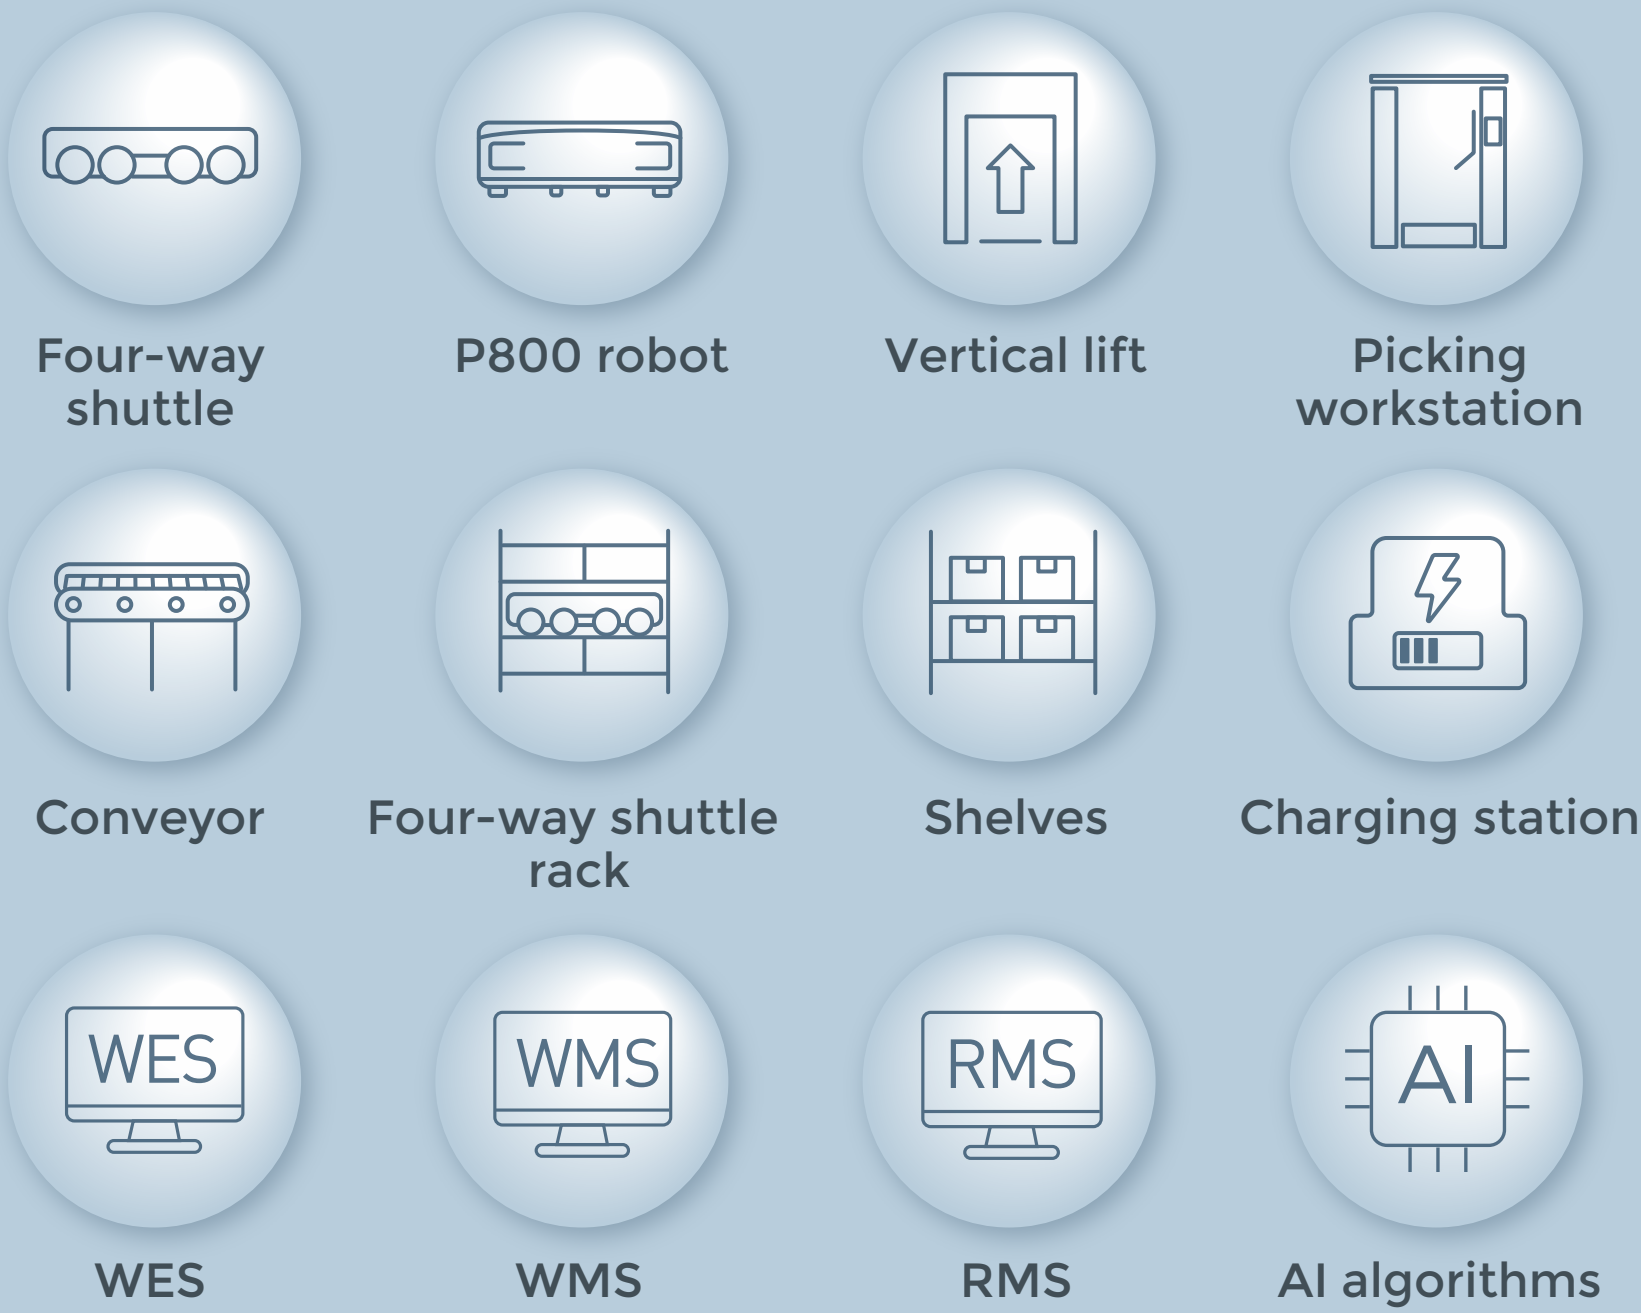 Four-way
shuttle
P800 robot
Vertical lift
Picking
workstation
Conveyor
Four-way shuttle
rack
Shelves
Charging station
WES
WES
WMS
WMS
RMS
RMS
AI
AI algorithms